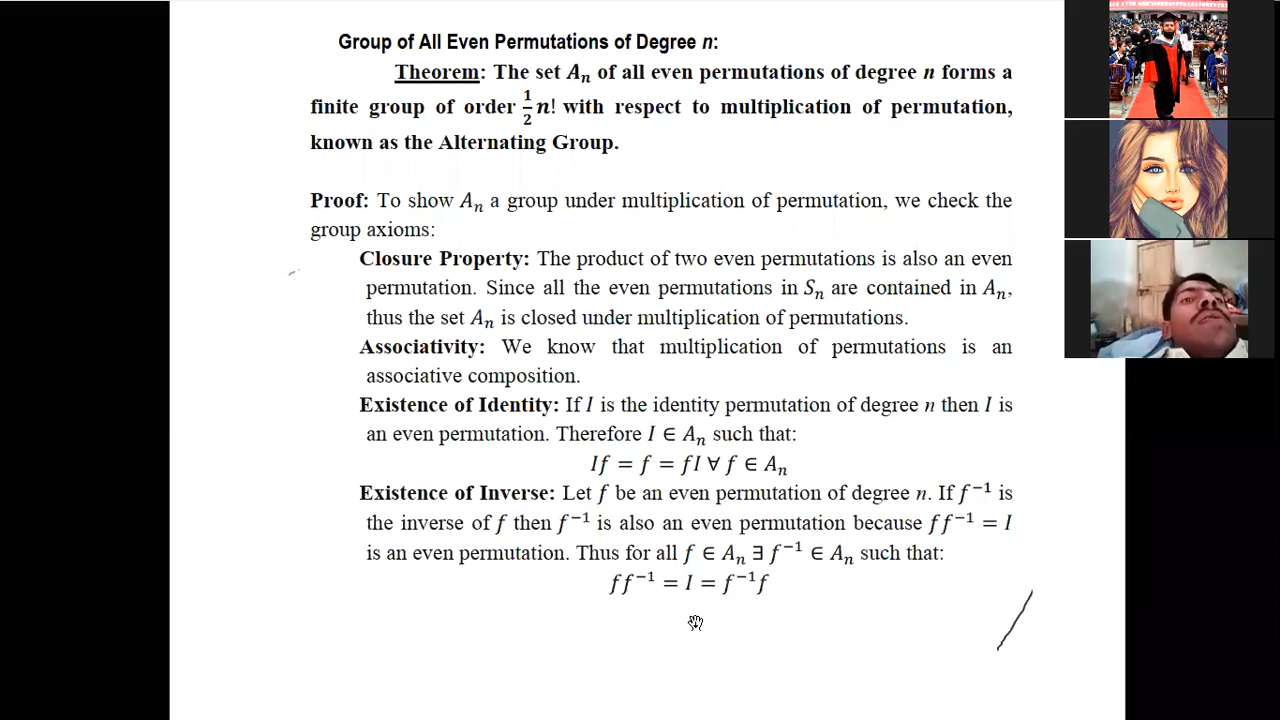 Group of All Even Permutations of Degree n:
Theorem: The set Aₙ of all even permutations of degree n forms a
finite group of order 1/2 n! with respect to multiplication of permutation,
known as the Alternating Group.
Proof: To show Aₙ a group under multiplication of permutation, we check the
group axioms:
Closure Property: The product of two even permutations is also an even
permutation. Since all the even permutations in Sₙ are contained in Aₙ,
thus the set Aₙ is closed under multiplication of permutations.
Associativity: We know that multiplication of permutations is an
associative composition.
Existence of Identity: If I is the identity permutation of degree n then I is
an even permutation. Therefore I ∈ Aₙ such that:
If = f = fI ∀ f ∈ Aₙ
Existence of Inverse: Let f be an even permutation of degree n. If f⁻¹ is
the inverse of f then f⁻¹ is also an even permutation because ff⁻¹ = I
is an even permutation. Thus for all f ∈ Aₙ ∃ f⁻¹ ∈ Aₙ such that:
ff⁻¹ = I = f⁻¹f